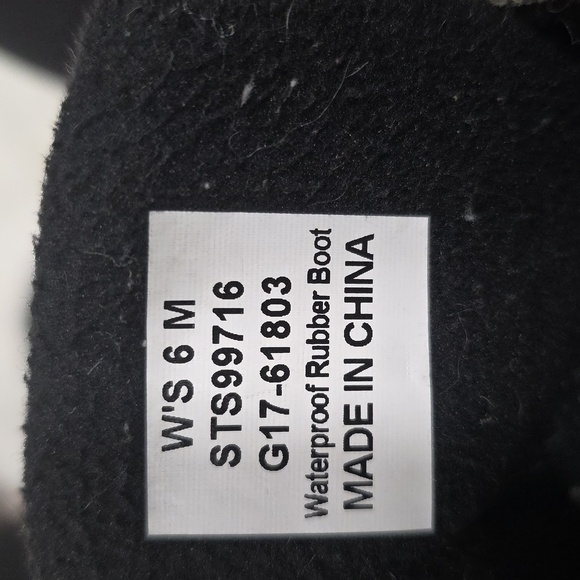 W'S 6 M
STS99716
G17-61803
Waterproof Rubber Boot
MADE IN CHINA